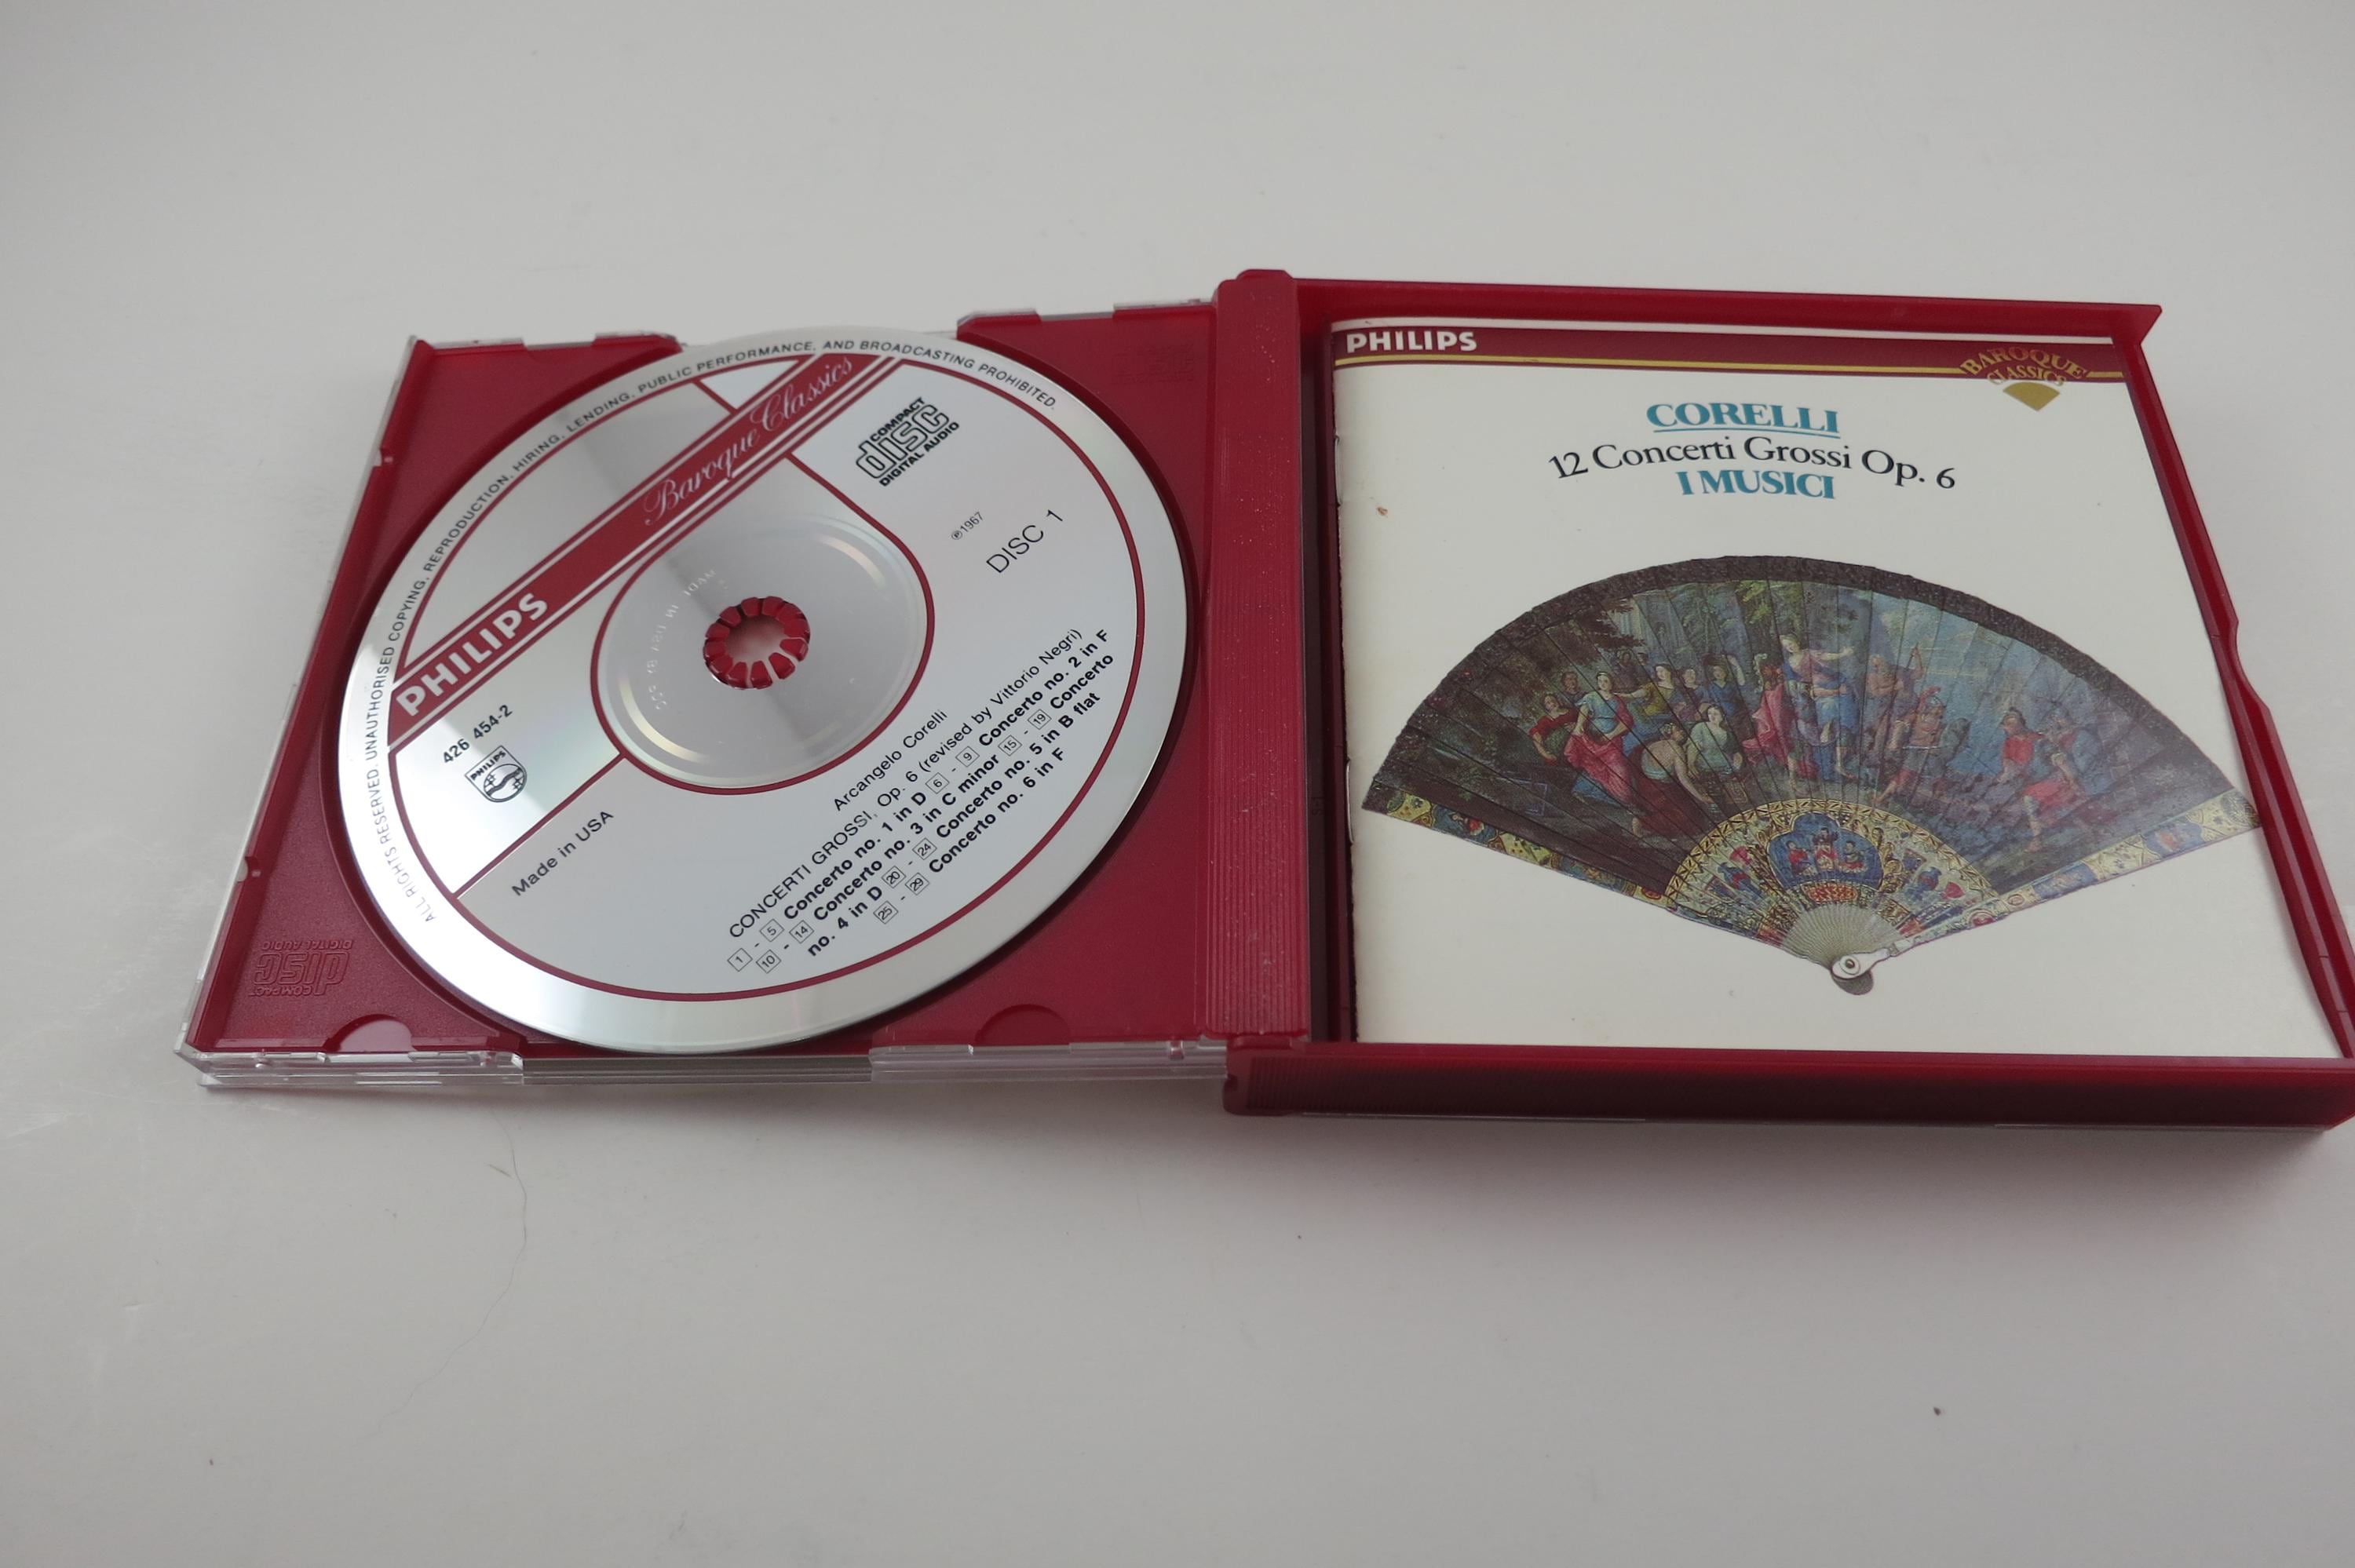 ALL RIGHTS RESERVED. UNAUTHORISED COPYING, REPRODUCTION, HIRING, LENDING, PUBLIC PERFORMANCE, AND BROADCASTING PROHIBITED.
PHILIPS Baroque Classics
COMPACT
disc
DIGITAL AUDIO
℗1967
DISC 1
426 454-2
PHILIPS
Made in USA
Arcangelo Corelli
CONCERTI GROSSI, Op. 6 (revised by Vittorio Negri)
1 - 5 Concerto no. 1 in D 6 - 9 Concerto no. 2 in F
10 - 14 Concerto no. 3 in C minor 15 - 19 Concerto
no. 4 in D 20 - 24 Concerto no. 5 in B flat
25 - 29 Concerto no. 6 in F
COMPACT
disc
DIGITAL AUDIO
PHILIPS
BAROQUE
CLASSICS
CORELLI
12 Concerti Grossi Op. 6
I MUSICI